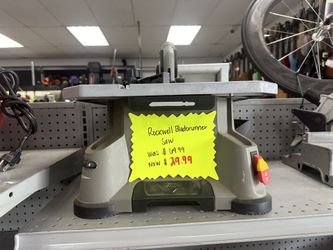 Rockwell Bladerunner
Saw
Was $ 69.99
Now $ 29.99